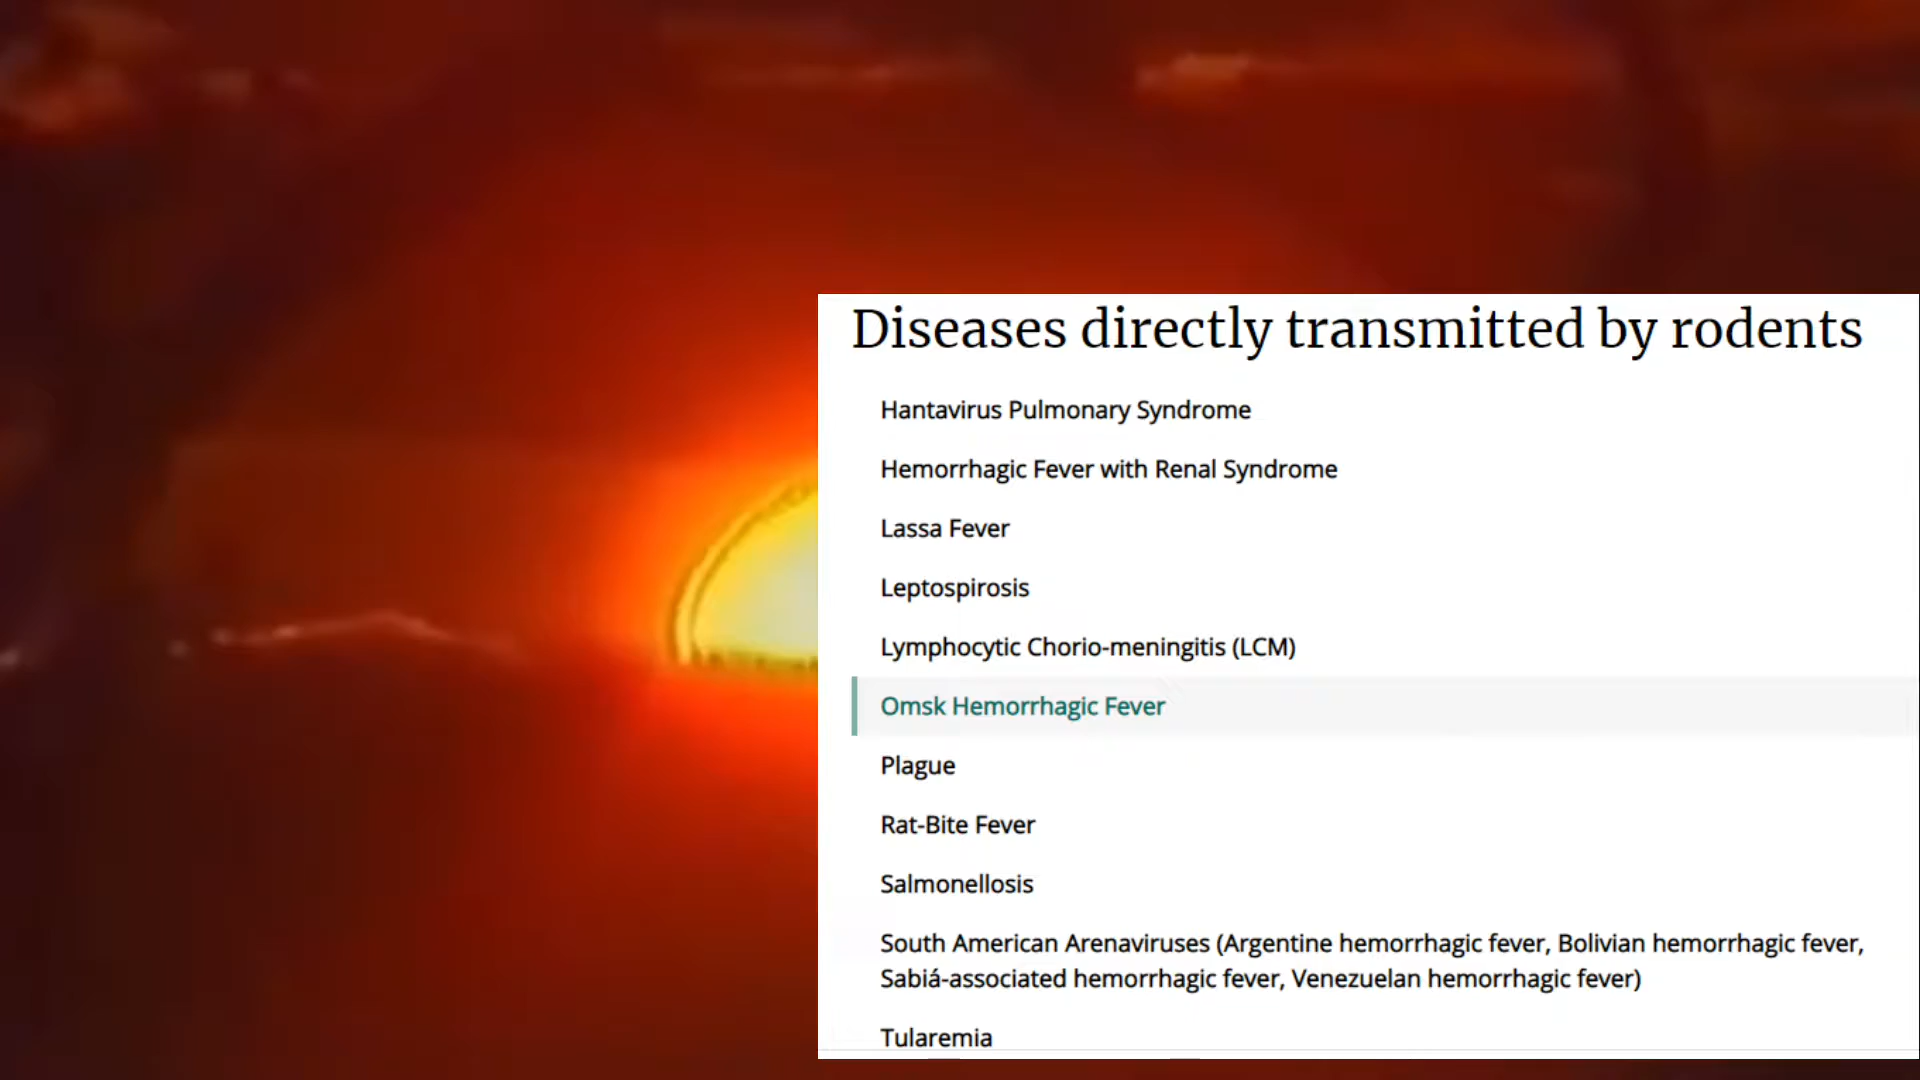 Diseases directly transmitted by rodents
Hantavirus Pulmonary Syndrome
Hemorrhagic Fever with Renal Syndrome
Lassa Fever
Leptospirosis
Lymphocytic Chorio-meningitis (LCM)
Omsk Hemorrhagic Fever
Plague
Rat-Bite Fever
Salmonellosis
South American Arenaviruses (Argentine hemorrhagic fever, Bolivian hemorrhagic fever,
Sabiá-associated hemorrhagic fever, Venezuelan hemorrhagic fever)
Tularemia